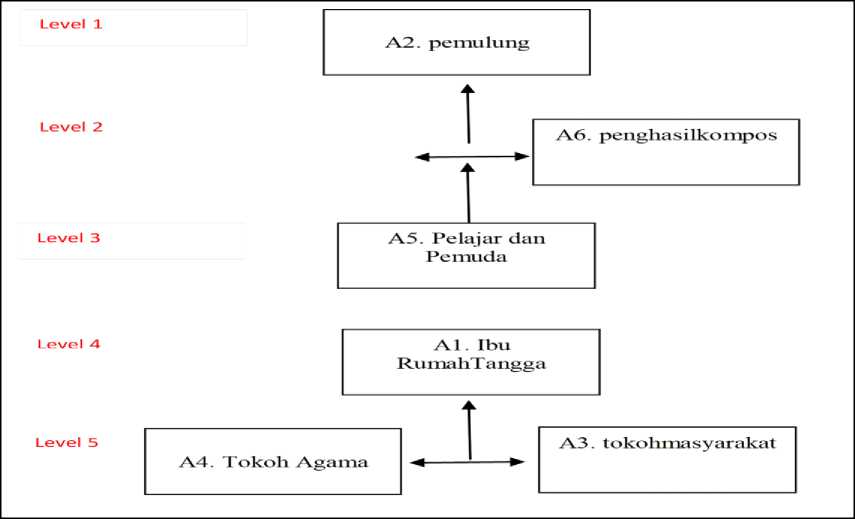 Level 1
A2. pemulung
Level 2
A6. penghasilkompos
Level 3
A5. Pelajar dan
Pemuda
Level 4
A1. Ibu
RumahTangga
Level 5
A4. Tokoh Agama
A3. tokohmasyarakat